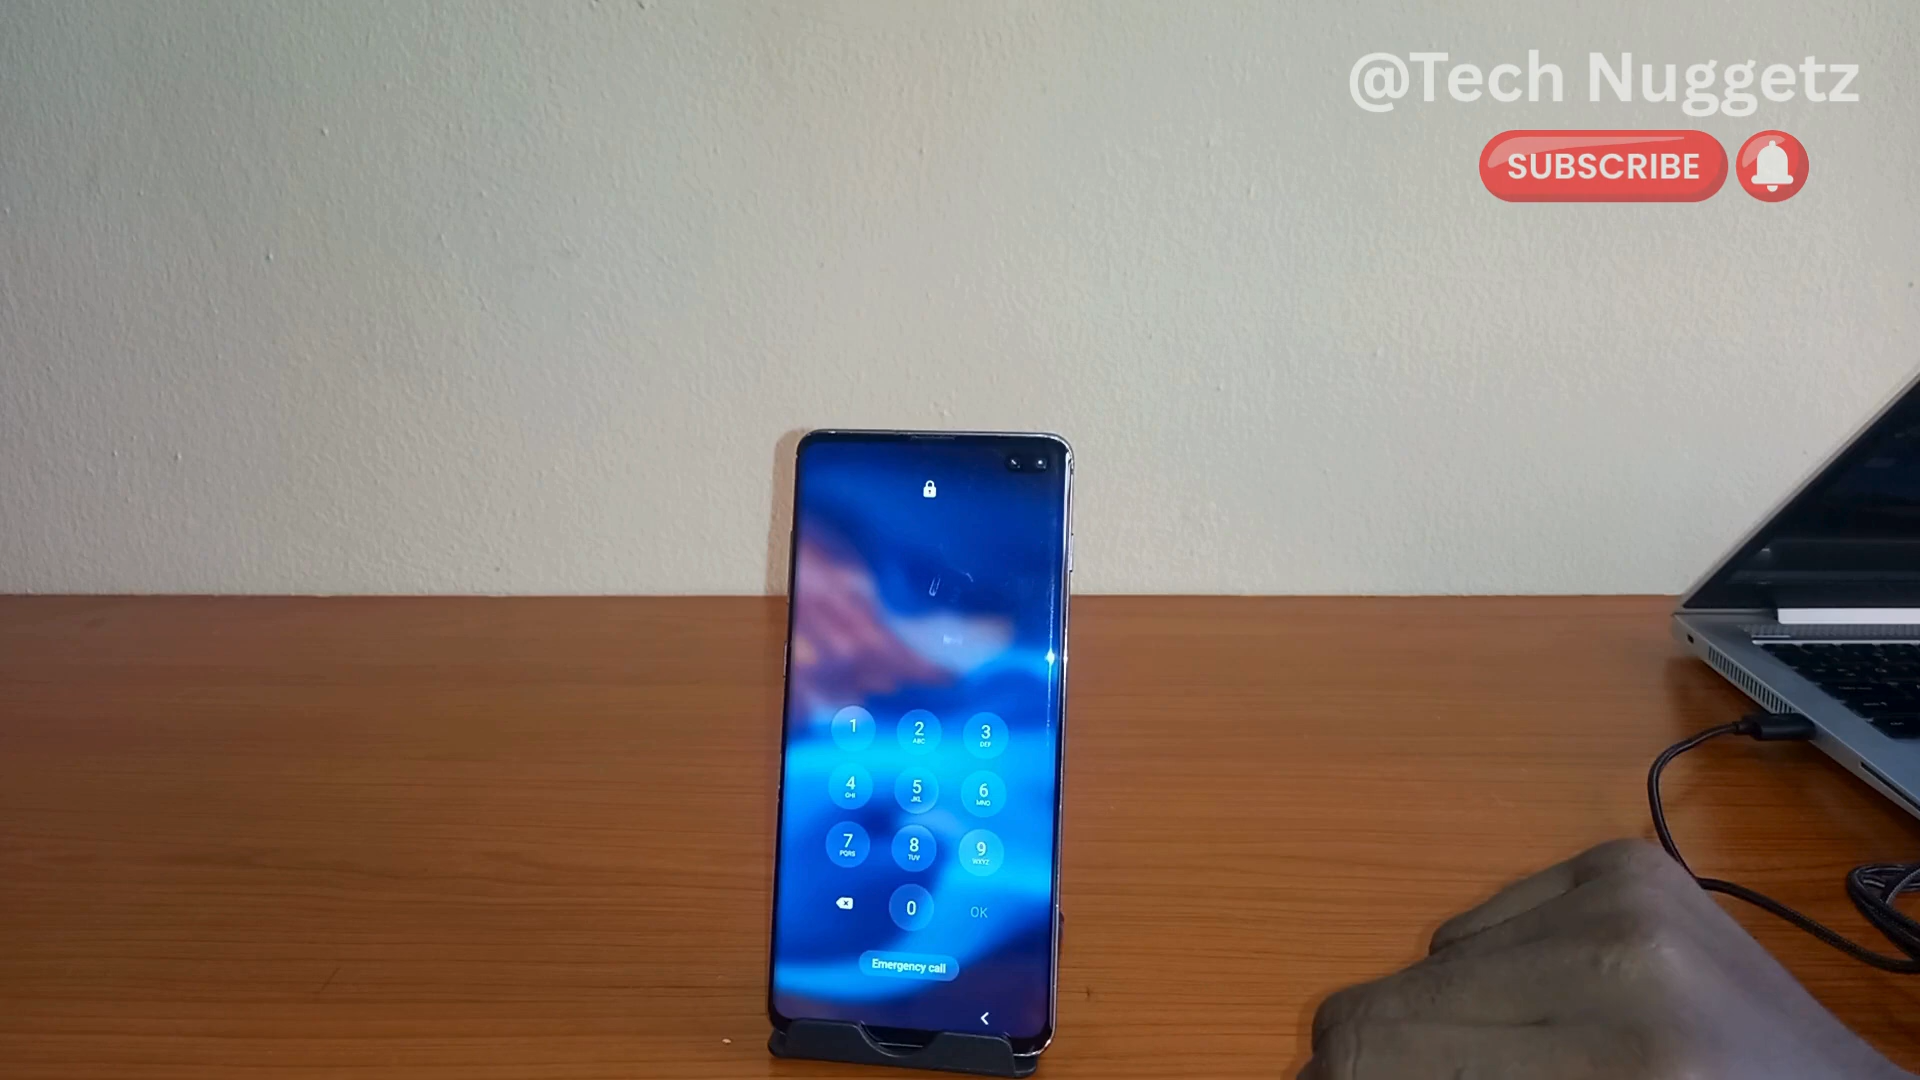 @Tech Nuggetz
SUBSCRIBE
1
2
ABC
3
DEF
4
GHI
5
JKL
6
MNO
7
PQRS
8
TUV
9
WXYZ
0
OK
Emergency call